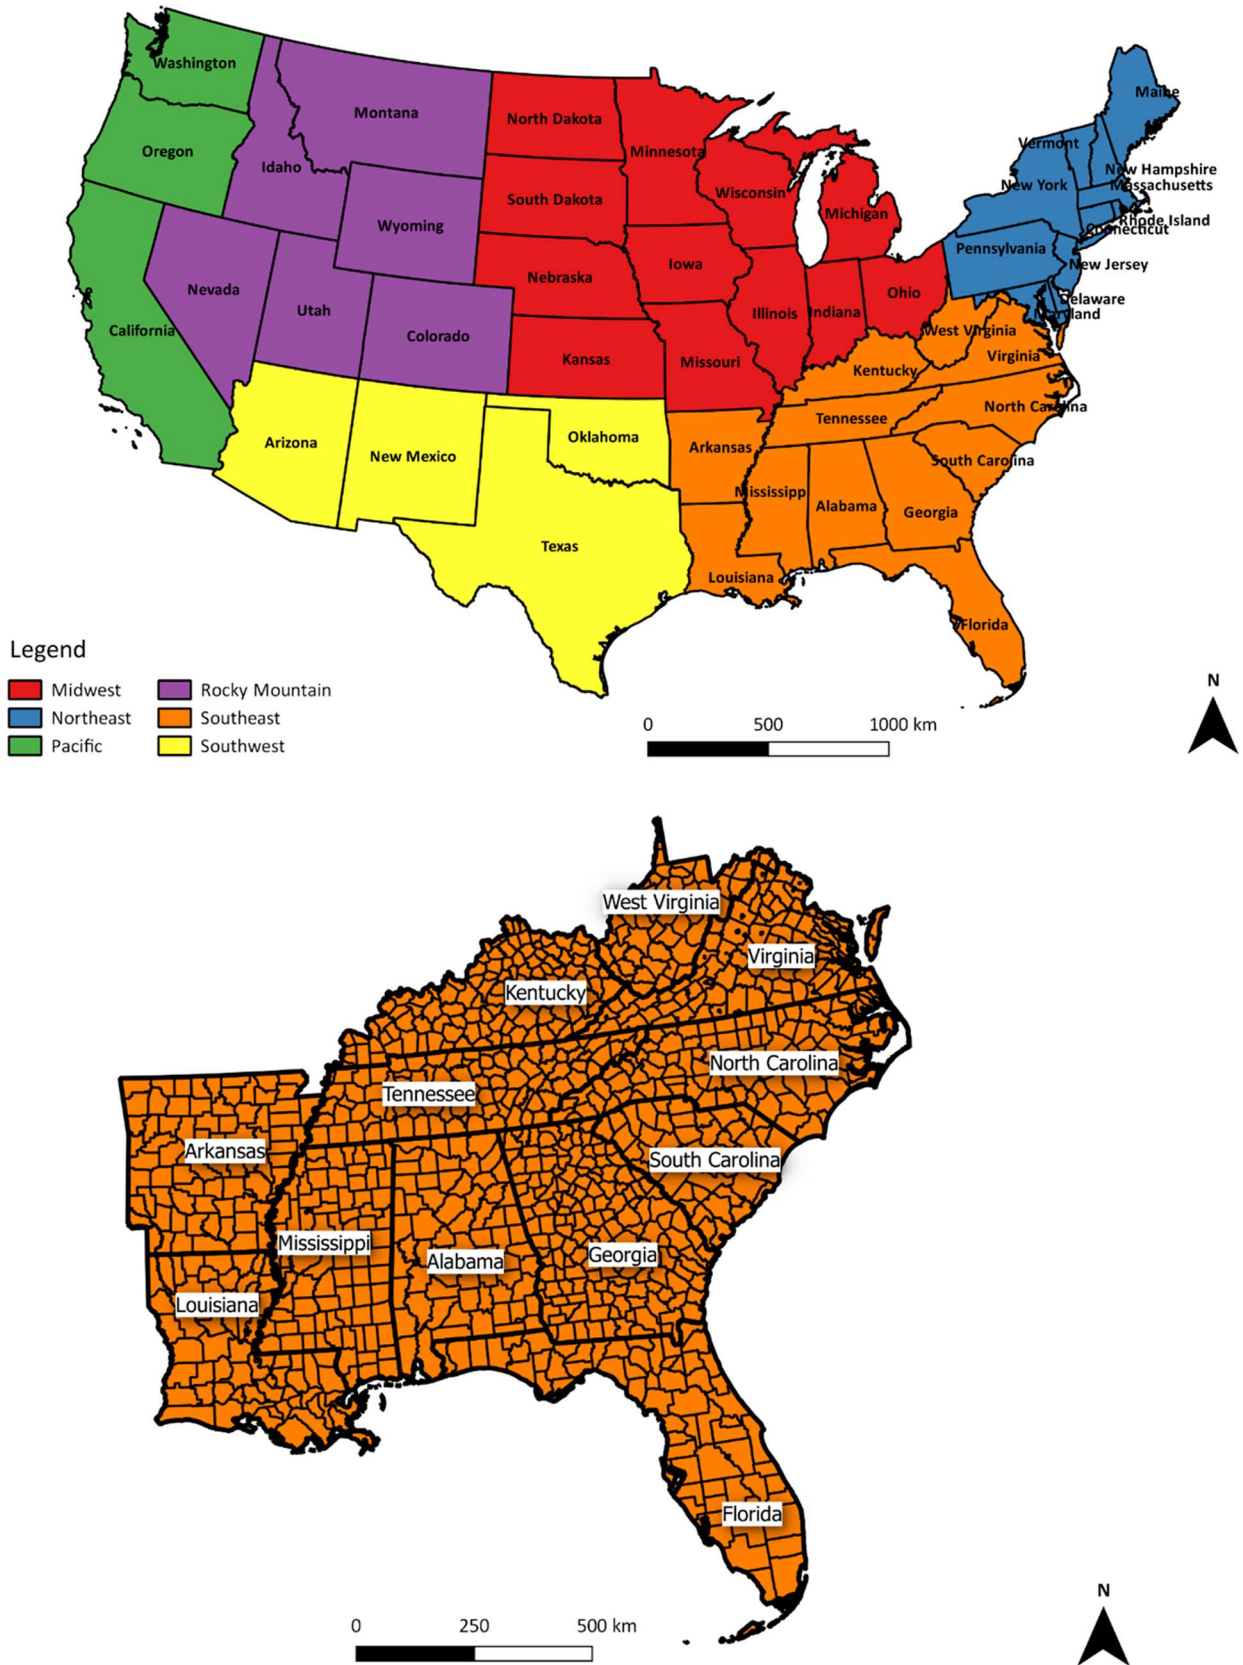 Washington
Montana
North Dakota
Minnesota
Maine
Oregon
Idaho
Vermont
New Hampshire
Wisconsin
New York
Massachusetts
South Dakota
Michigan
Wyoming
Rhode Island
Connecticut
Pennsylvania
Iowa
New Jersey
Nebraska
Nevada
Ohio
Delaware
Utah
Illinois
Indiana
Maryland
California
Colorado
West Virginia
Virginia
Kansas
Missouri
Kentucky
North Carolina
Tennessee
Oklahoma
Arizona
Arkansas
New Mexico
South Carolina
Mississipp
Alabama
Georgia
Texas
Louisiana
Florida
Legend
Midwest
Rocky Mountain
Northeast
Southeast
Pacific
Southwest
0 500 1000 km
N
West Virginia
Virginia
Kentucky
North Carolina
Tennessee
Arkansas
South Carolina
Mississippi
Georgia
Alabama
Louisiana
Florida
0 250 500 km
N